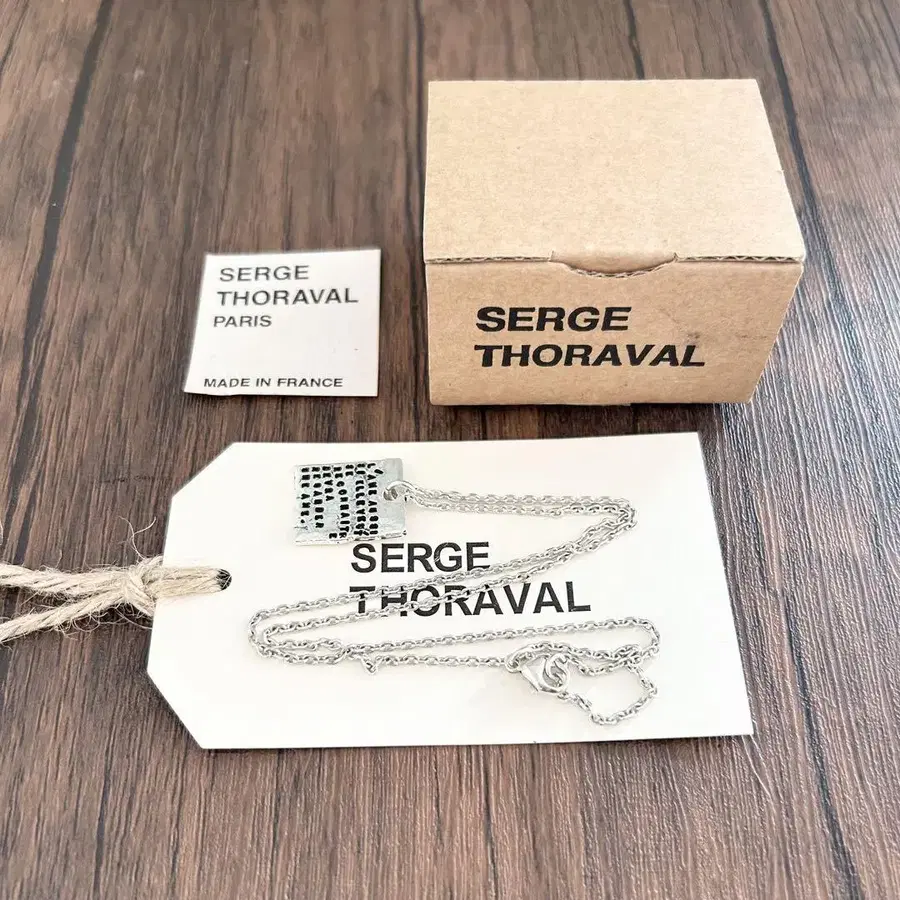 SERGE
THORAVAL
PARIS
MADE IN FRANCE
SERGE
THORAVAL
SERGE
THORAVAL